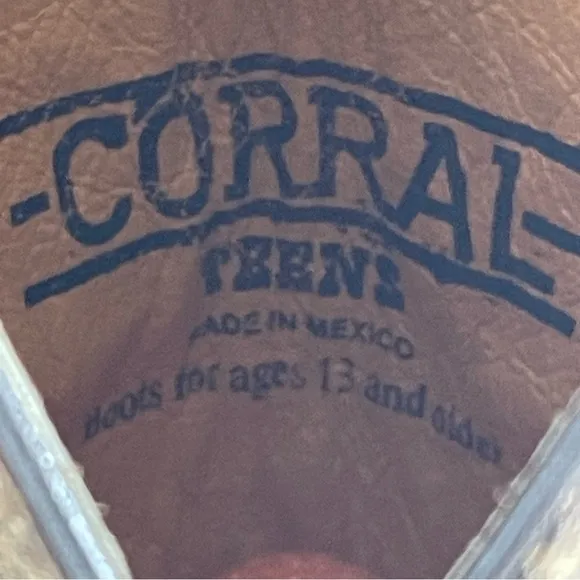 -CORRAL-
TEENS
MADE IN MEXICO
Boots for ages 13 and older